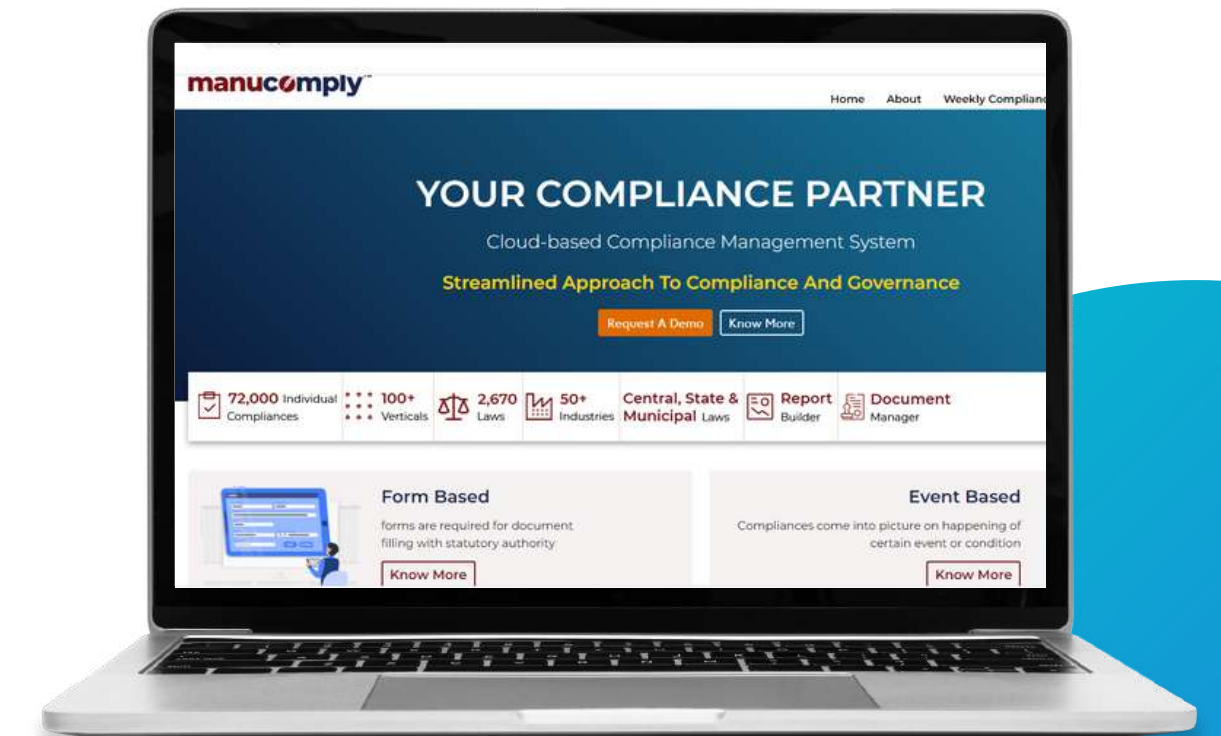 manucomply™
Home About Weekly Complianc
YOUR COMPLIANCE PARTNER
Cloud-based Compliance Management System
Streamlined Approach To Compliance And Governance
Request A Demo Know More
72,000 Individual
Compliances
100+
Verticals
2,670
Laws
50+
Industries
Central, State &
Municipal Laws
Report
Builder
Document
Manager
Form Based
forms are required for document
filling with statutory authority
Know More
Event Based
Compliances come into picture on happening of
certain event or condition
Know More